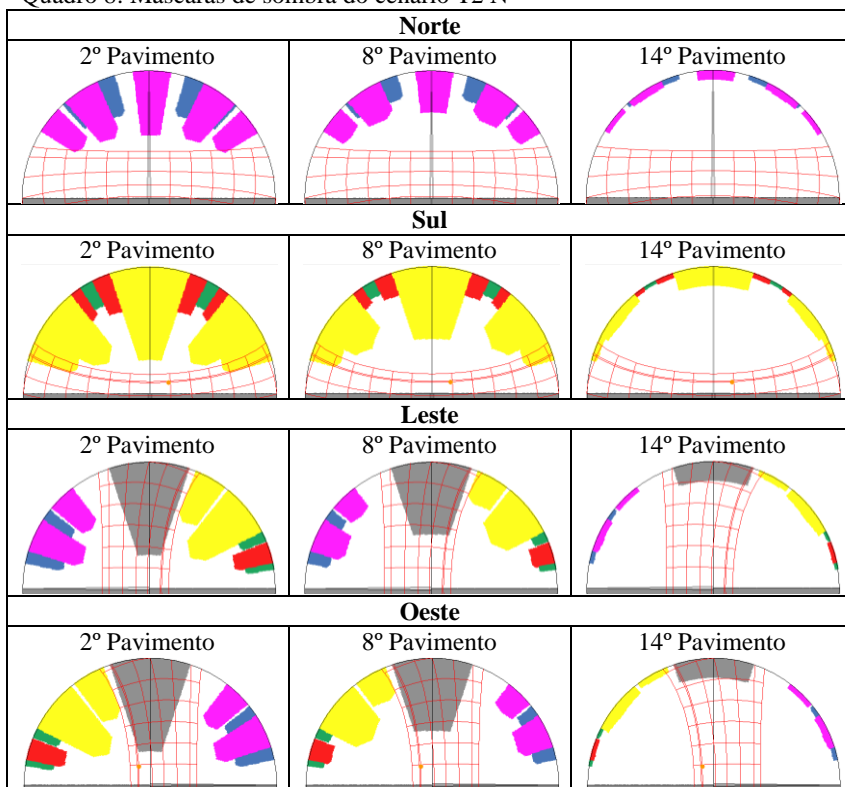 Quadro 8: Máscaras de sombra do cenário T2 N
Norte
2º Pavimento 8º Pavimento 14º Pavimento
Sul
2º Pavimento 8º Pavimento 14º Pavimento
Leste
2º Pavimento 8º Pavimento 14º Pavimento
Oeste
2º Pavimento 8º Pavimento 14º Pavimento